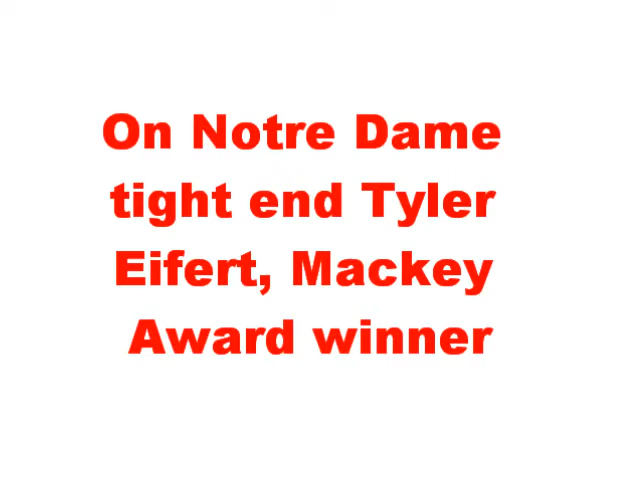 On Notre Dame
tight end Tyler
Eifert, Mackey
Award winner